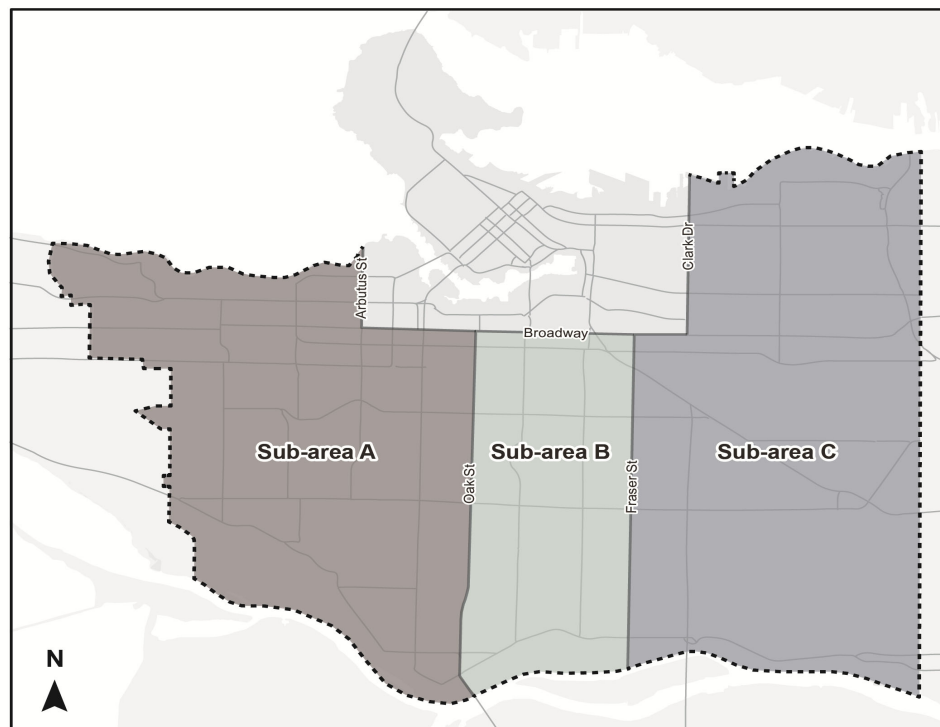 Clark Dr
Arbutus St
Broadway
Sub-area A
Sub-area B
Sub-area C
Oak St
Fraser St
N